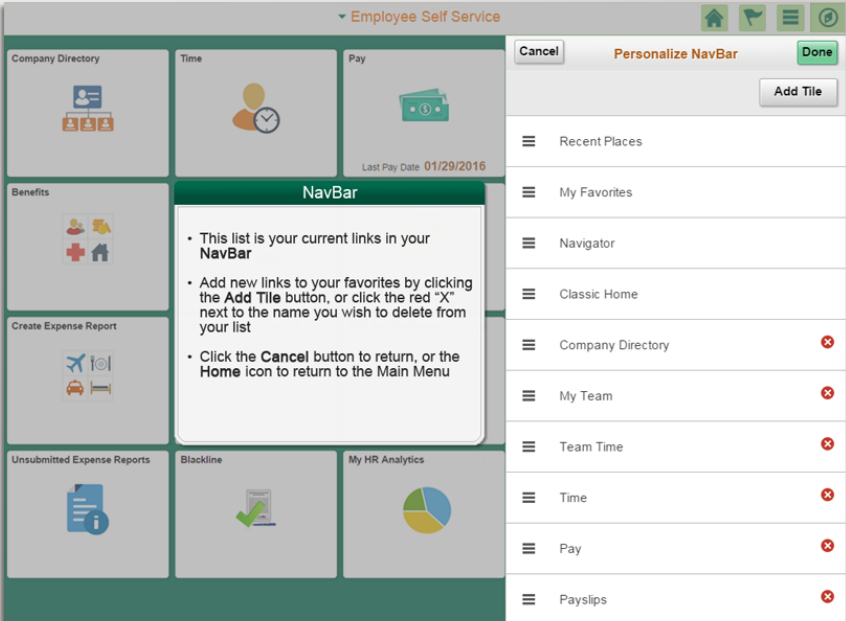 Employee Self Service
Cancel
Personalize NavBar
Done
Add Tile
Company Directory
Time
Pay
Last Pay Date 01/29/2016
Benefits
NavBar
• This list is your current links in your
NavBar
• Add new links to your favorites by clicking
the Add Tile button, or click the red “X”
next to the name you wish to delete from
your list
• Click the Cancel button to return, or the
Home icon to return to the Main Menu
Create Expense Report
Unsubmitted Expense Reports
Blackline
My HR Analytics
Recent Places
My Favorites
Navigator
Classic Home
Company Directory
My Team
Team Time
Time
Pay
Payslips